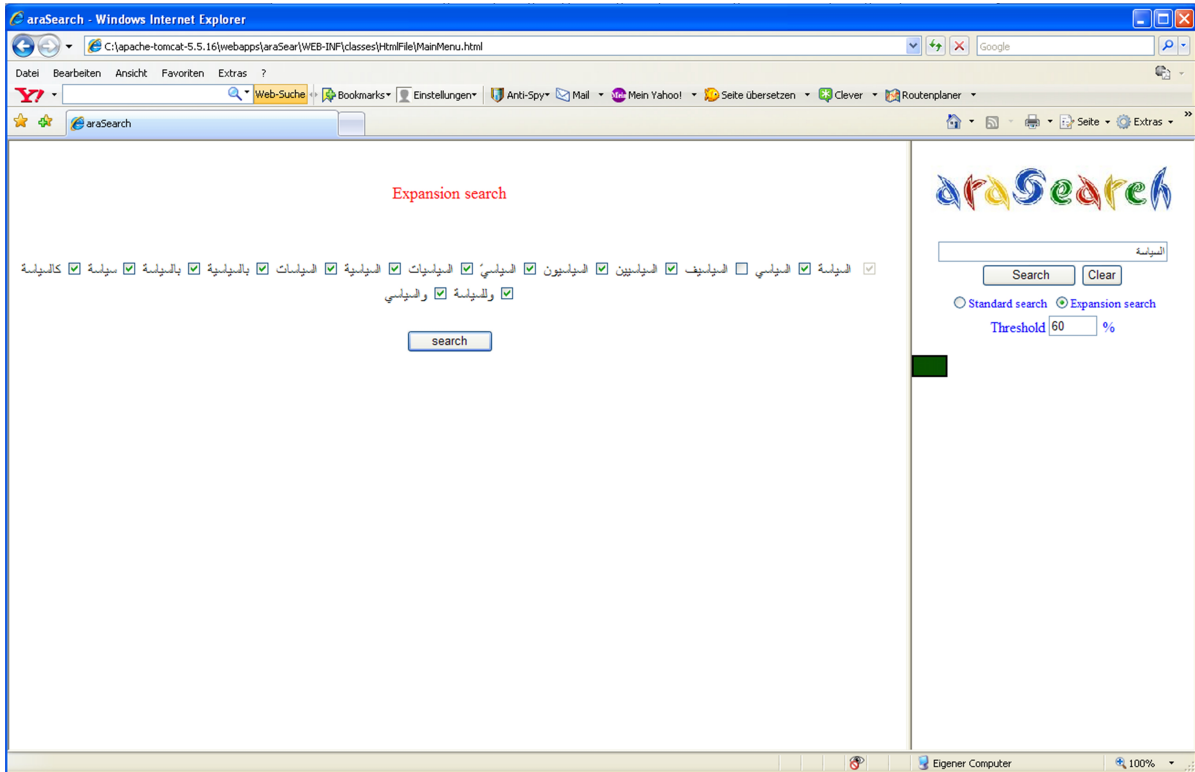 araSearch - Windows Internet Explorer
C:\apache-tomcat-5.5.16\webapps\araSear\WEB-INF\classes\HtmlFile\MainMenu.html
Google
Datei Bearbeiten Ansicht Favoriten Extras ?
Y! Web-Suche Bookmarks Einstellungen Anti-Spy Mail Mein Yahoo! Seite übersetzen Clever Routenplaner
araSearch
Seite Extras »
Expansion search
السياسة السياسي السياسيف السياسيين السياسيون السياسيّ السياسيات السياسية السياسات بالسياسية بالسياسة سياسة كالسياسة
وللسياسة والسياسي
search
araSearch
السياسة
Search Clear
Standard search Expansion search
Threshold 60 %
Eigener Computer 100%